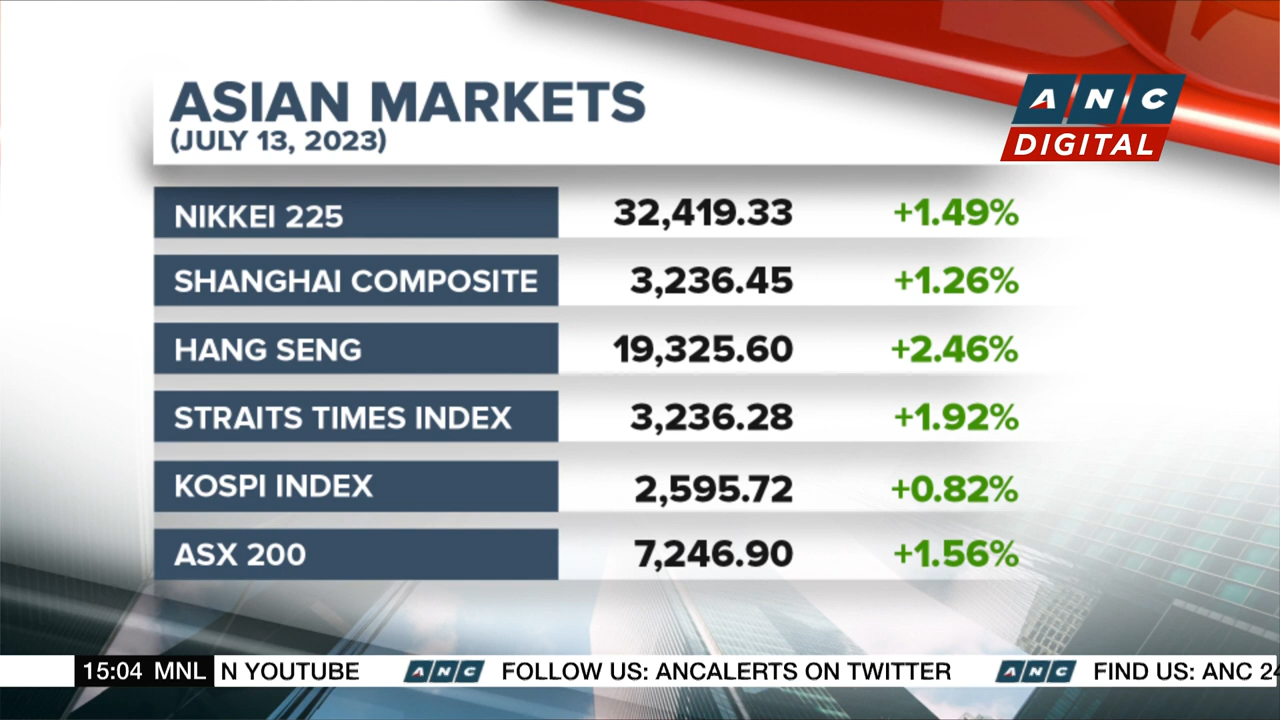 ASIAN MARKETS
(JULY 13, 2023)
ANC
DIGITAL
NIKKEI 225 32,419.33 +1.49%
SHANGHAI COMPOSITE 3,236.45 +1.26%
HANG SENG 19,325.60 +2.46%
STRAITS TIMES INDEX 3,236.28 +1.92%
KOSPI INDEX 2,595.72 +0.82%
ASX 200 7,246.90 +1.56%
15:04 MNL N YOUTUBE ANC FOLLOW US: ANCALERTS ON TWITTER ANC FIND US: ANC 24